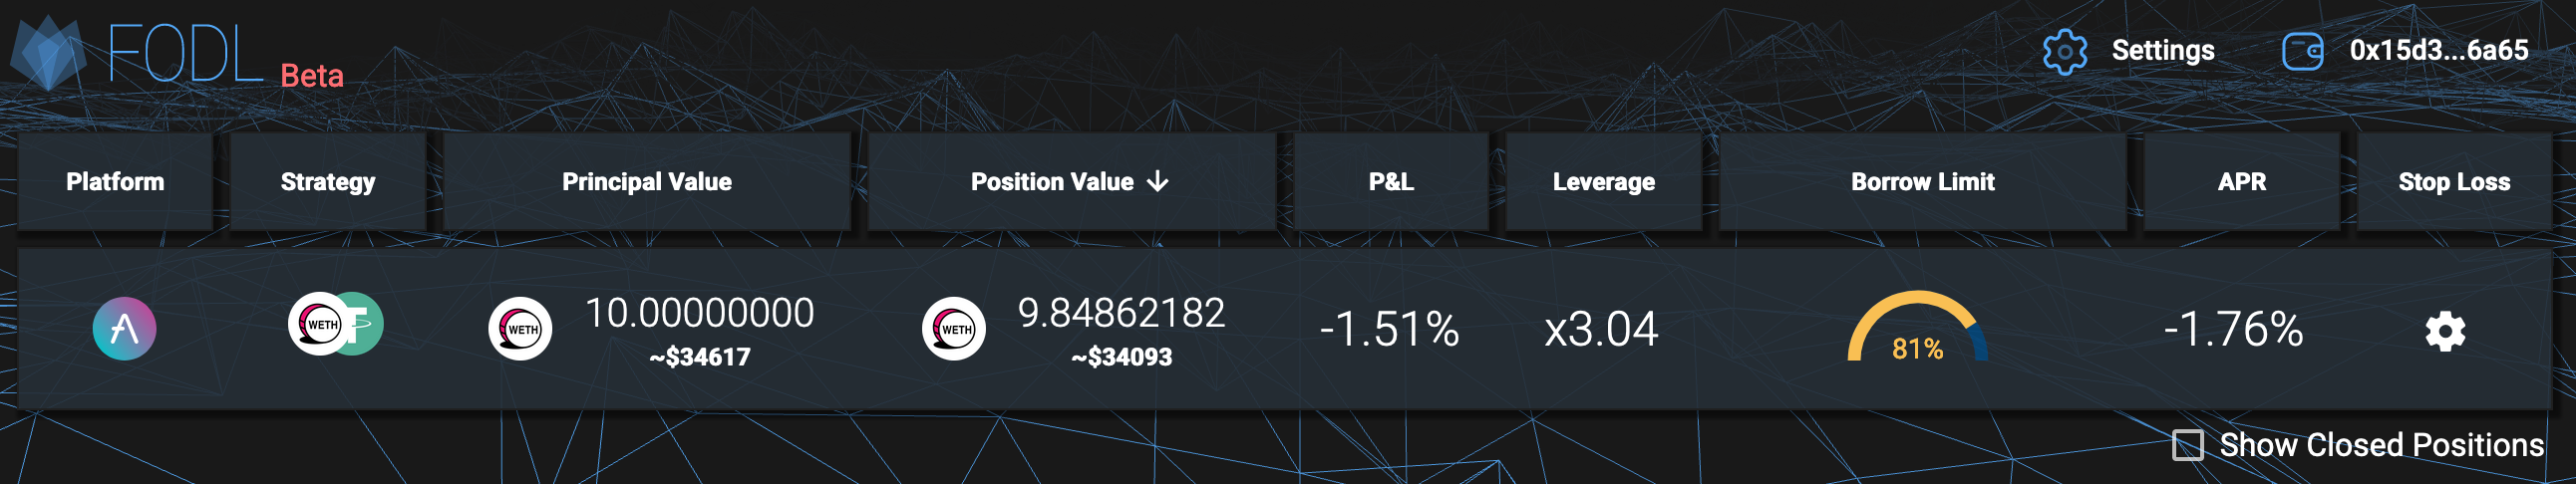 FODL Beta
Settings
0x15d3...6a65
Platform
Strategy
Principal Value
Position Value ↓
P&L
Leverage
Borrow Limit
APR
Stop Loss
WETH
WETH
10.00000000
~$34617
WETH
9.84862182
~$34093
-1.51%
x3.04
81%
-1.76%
Show Closed Positions